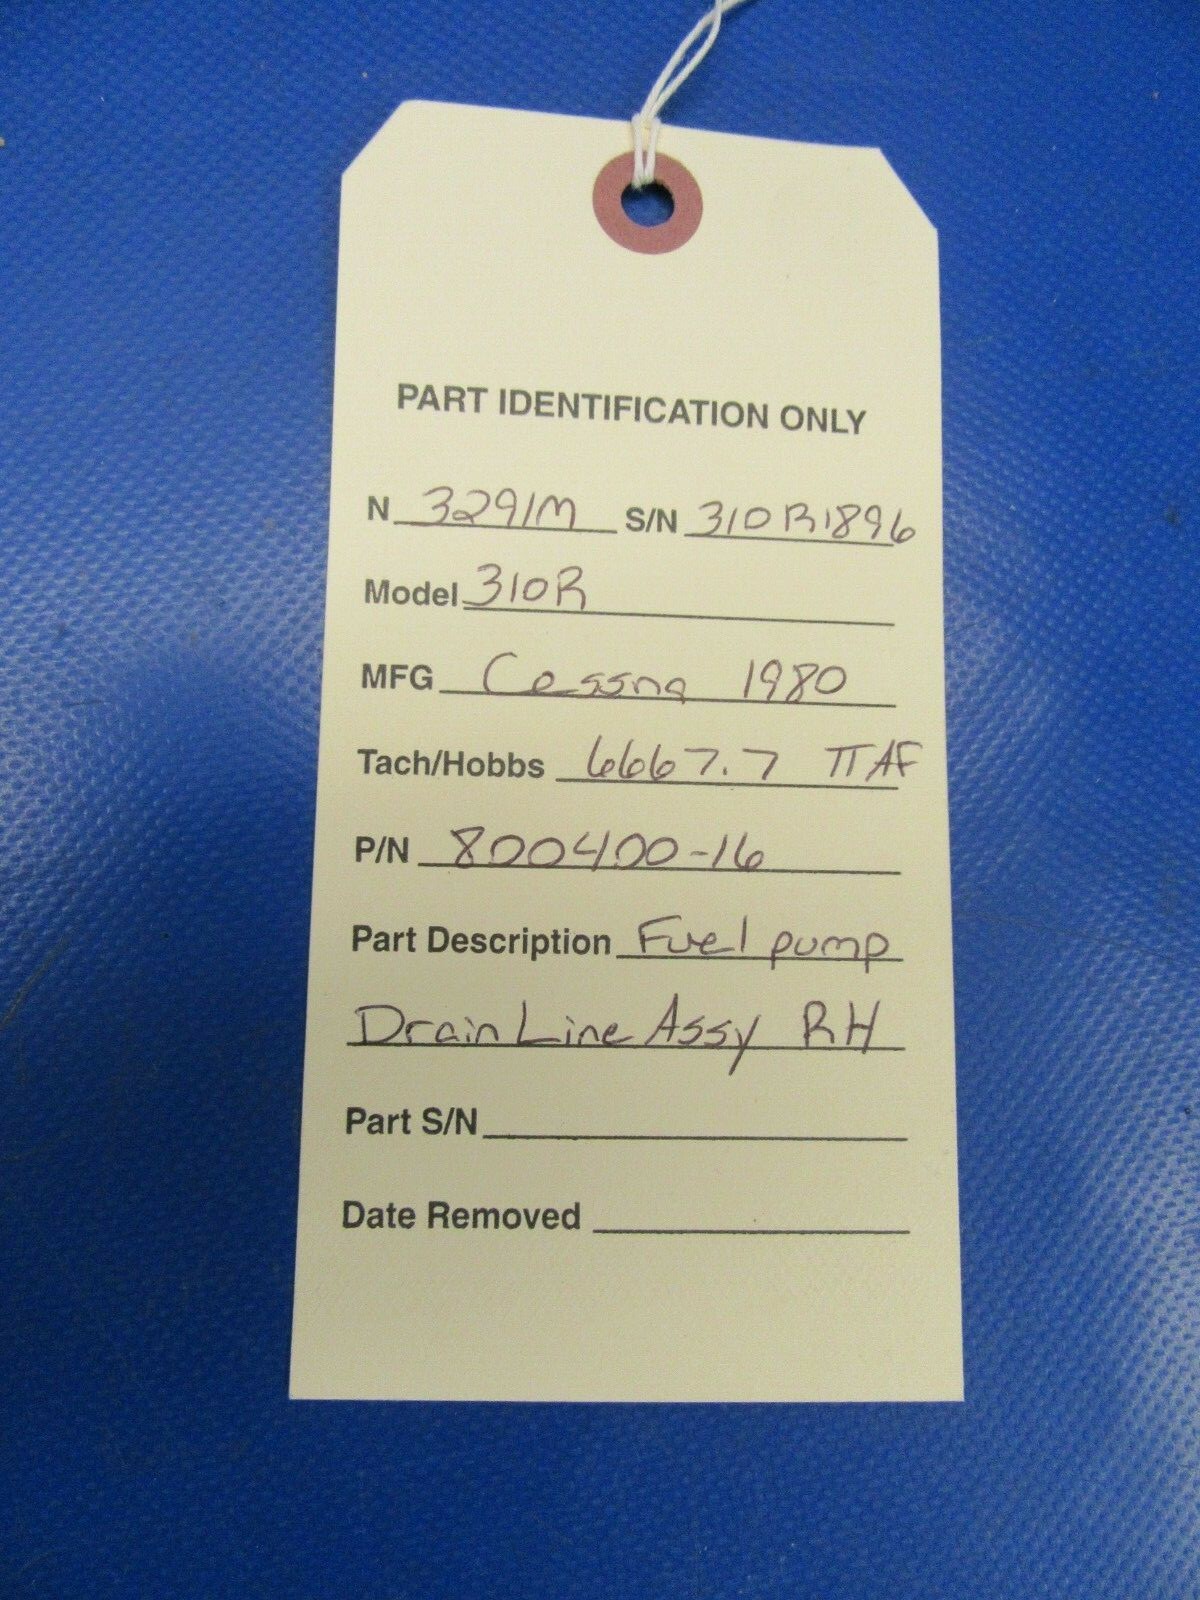 PART IDENTIFICATION ONLY
N 3291M S/N 310R1896
Model 310R
MFG Cessna 1980
Tach/Hobbs 6667.7 TTAF
P/N 800400-16
Part Description Fuel pump
Drain Line Assy RH
Part S/N
Date Removed